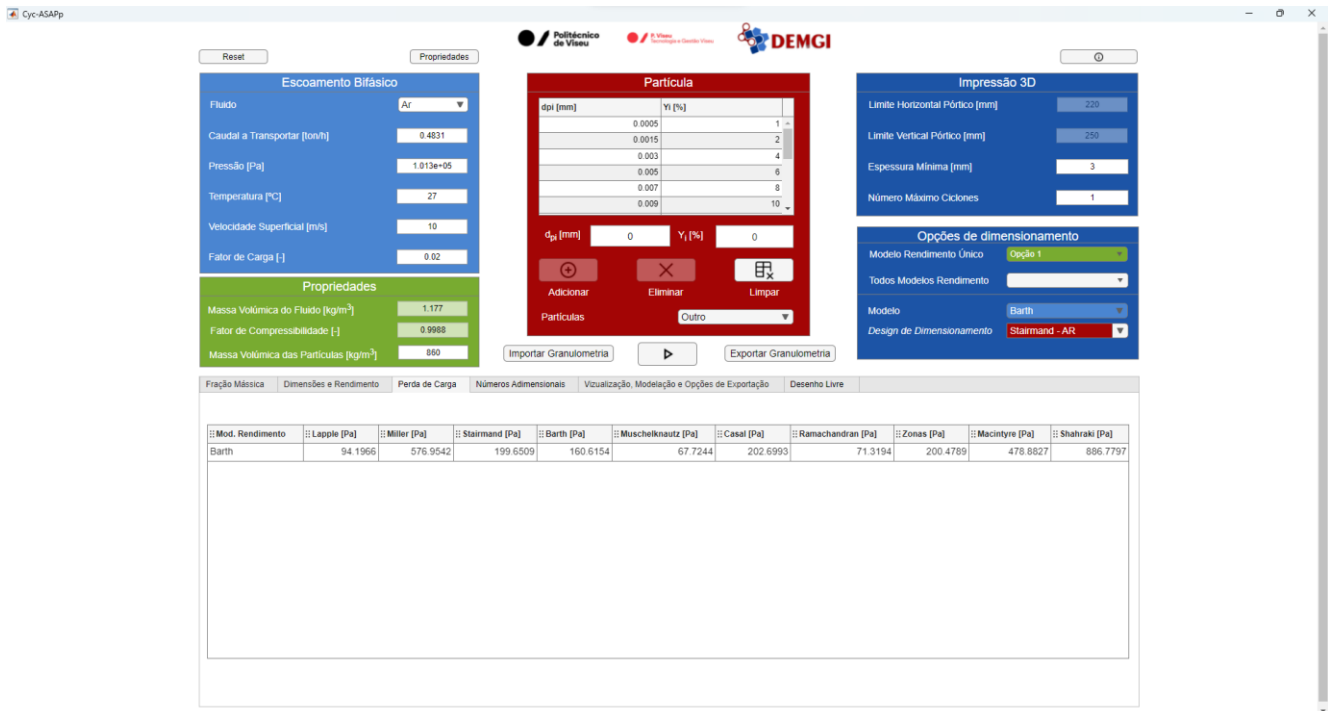 Cyc-ASAPp
Politécnico
de Viseu
P. Viseu
Tecnologia e Gestão Viseu
DEMGI
Reset
Propriedades
Escoamento Bifásico
Fluido
Ar
Caudal a Transportar [ton/h]
0.4831
Pressão [Pa]
1.013e+05
Temperatura [ºC]
27
Velocidade Superficial [m/s]
10
Fator de Carga [-]
0.02
Propriedades
Massa Volúmica do Fluido [kg/m³]
1.177
Fator de Compressibilidade [-]
0.9988
Massa Volúmica das Partículas [kg/m³]
860
Partícula
dpi [mm] Yi [%]
0.0005 1
0.0015 2
0.003 4
0.005 6
0.007 8
0.009 10
dpi [mm] 0 Yi [%] 0
Adicionar Eliminar Limpar
Partículas Outro
Importar Granulometria
Exportar Granulometria
Impressão 3D
Limite Horizontal Pórtico [mm]
220
Limite Vertical Pórtico [mm]
250
Espessura Mínima [mm]
3
Número Máximo Ciclones
1
Opções de dimensionamento
Modelo Rendimento Único
Opção 1
Todos Modelos Rendimento
Modelo
Barth
Design de Dimensionamento
Stairmand - AR
Fração Mássica Dimensões e Rendimento Perda de Carga Números Adimensionais Vizualização, Modelação e Opções de Exportação Desenho Livre
Mod. Rendimento Lapple [Pa] Miller [Pa] Stairmand [Pa] Barth [Pa] Muschelknautz [Pa] Casal [Pa] Ramachandran [Pa] Zonas [Pa] Macintyre [Pa] Shahraki [Pa]
Barth 94.1966 576.9542 199.6509 160.6154 67.7244 202.6993 71.3194 200.4789 478.8827 886.7797